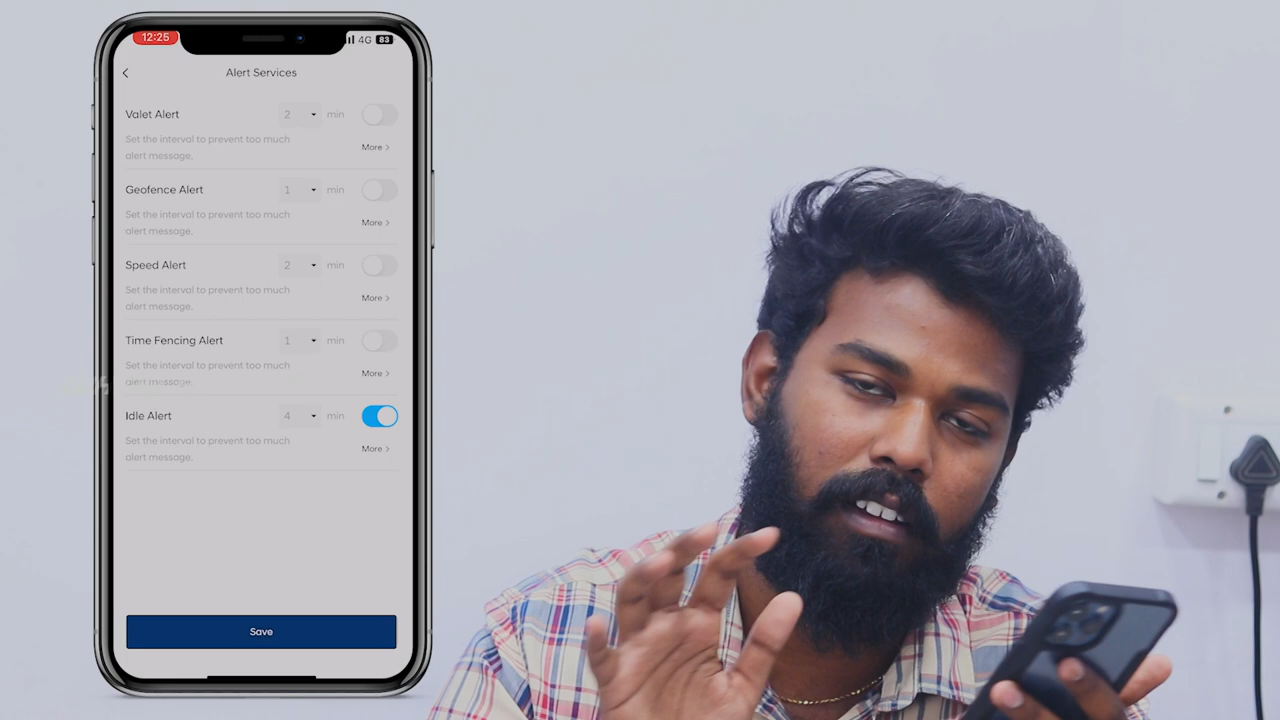 12:25
4G 83
Alert Services
Valet Alert 2 min
Set the interval to prevent too much
alert message.
More >
Geofence Alert 1 min
Set the interval to prevent too much
alert message.
More >
Speed Alert 2 min
Set the interval to prevent too much
alert message.
More >
Time Fencing Alert 1 min
Set the interval to prevent too much
alert message.
More >
Idle Alert 4 min
Set the interval to prevent too much
alert message.
More >
Save